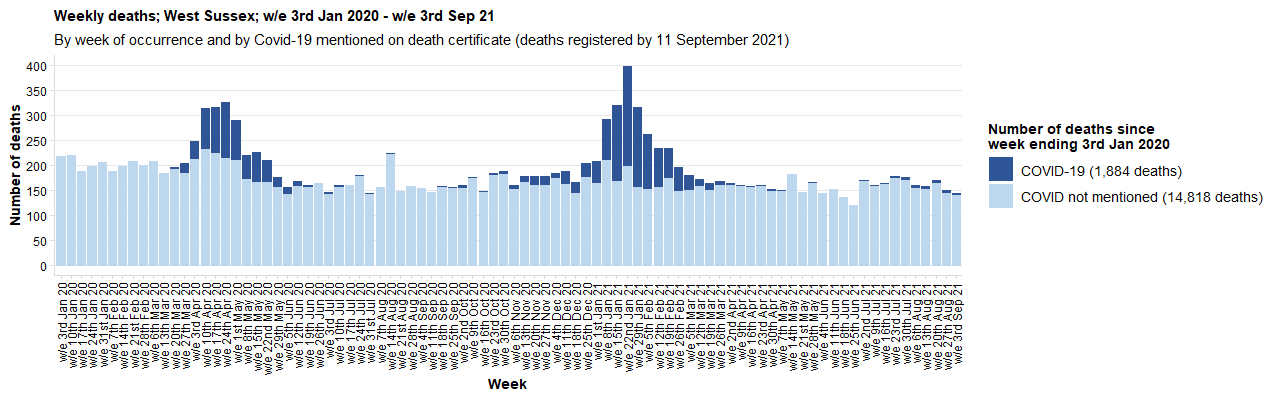 Weekly deaths; West Sussex; w/e 3rd Jan 2020 - w/e 3rd Sep 21
By week of occurrence and by Covid-19 mentioned on death certificate (deaths registered by 11 September 2021)
Number of deaths
400
350
300
250
200
150
100
50
0
w/e 3rd Jan 20
w/e 10th Jan 20
w/e 17th Jan 20
w/e 24th Jan 20
w/e 31st Jan 20
w/e 7th Feb 20
w/e 14th Feb 20
w/e 21st Feb 20
w/e 28th Feb 20
w/e 6th Mar 20
w/e 13th Mar 20
w/e 20th Mar 20
w/e 27th Mar 20
w/e 3rd Apr 20
w/e 10th Apr 20
w/e 17th Apr 20
w/e 24th Apr 20
w/e 1st May 20
w/e 8th May 20
w/e 15th May 20
w/e 22nd May 20
w/e 29th May 20
w/e 5th Jun 20
w/e 12th Jun 20
w/e 19th Jun 20
w/e 26th Jun 20
w/e 3rd Jul 20
w/e 10th Jul 20
w/e 17th Jul 20
w/e 24th Jul 20
w/e 31st Jul 20
w/e 7th Aug 20
w/e 14th Aug 20
w/e 21st Aug 20
w/e 28th Aug 20
w/e 4th Sep 20
w/e 11th Sep 20
w/e 18th Sep 20
w/e 25th Sep 20
w/e 2nd Oct 20
w/e 9th Oct 20
w/e 16th Oct 20
w/e 23rd Oct 20
w/e 30th Oct 20
w/e 6th Nov 20
w/e 13th Nov 20
w/e 20th Nov 20
w/e 27th Nov 20
w/e 4th Dec 20
w/e 11th Dec 20
w/e 18th Dec 20
w/e 25th Dec 20
w/e 1st Jan 21
w/e 8th Jan 21
w/e 15th Jan 21
w/e 22nd Jan 21
w/e 29th Jan 21
w/e 5th Feb 21
w/e 12th Feb 21
w/e 19th Feb 21
w/e 26th Feb 21
w/e 5th Mar 21
w/e 12th Mar 21
w/e 19th Mar 21
w/e 26th Mar 21
w/e 2nd Apr 21
w/e 9th Apr 21
w/e 16th Apr 21
w/e 23rd Apr 21
w/e 30th Apr 21
w/e 7th May 21
w/e 14th May 21
w/e 21st May 21
w/e 28th May 21
w/e 4th Jun 21
w/e 11th Jun 21
w/e 18th Jun 21
w/e 25th Jun 21
w/e 2nd Jul 21
w/e 9th Jul 21
w/e 16th Jul 21
w/e 23rd Jul 21
w/e 30th Jul 21
w/e 6th Aug 21
w/e 13th Aug 21
w/e 20th Aug 21
w/e 27th Aug 21
w/e 3rd Sep 21
Week
Number of deaths since
week ending 3rd Jan 2020
COVID-19 (1,884 deaths)
COVID not mentioned (14,818 deaths)